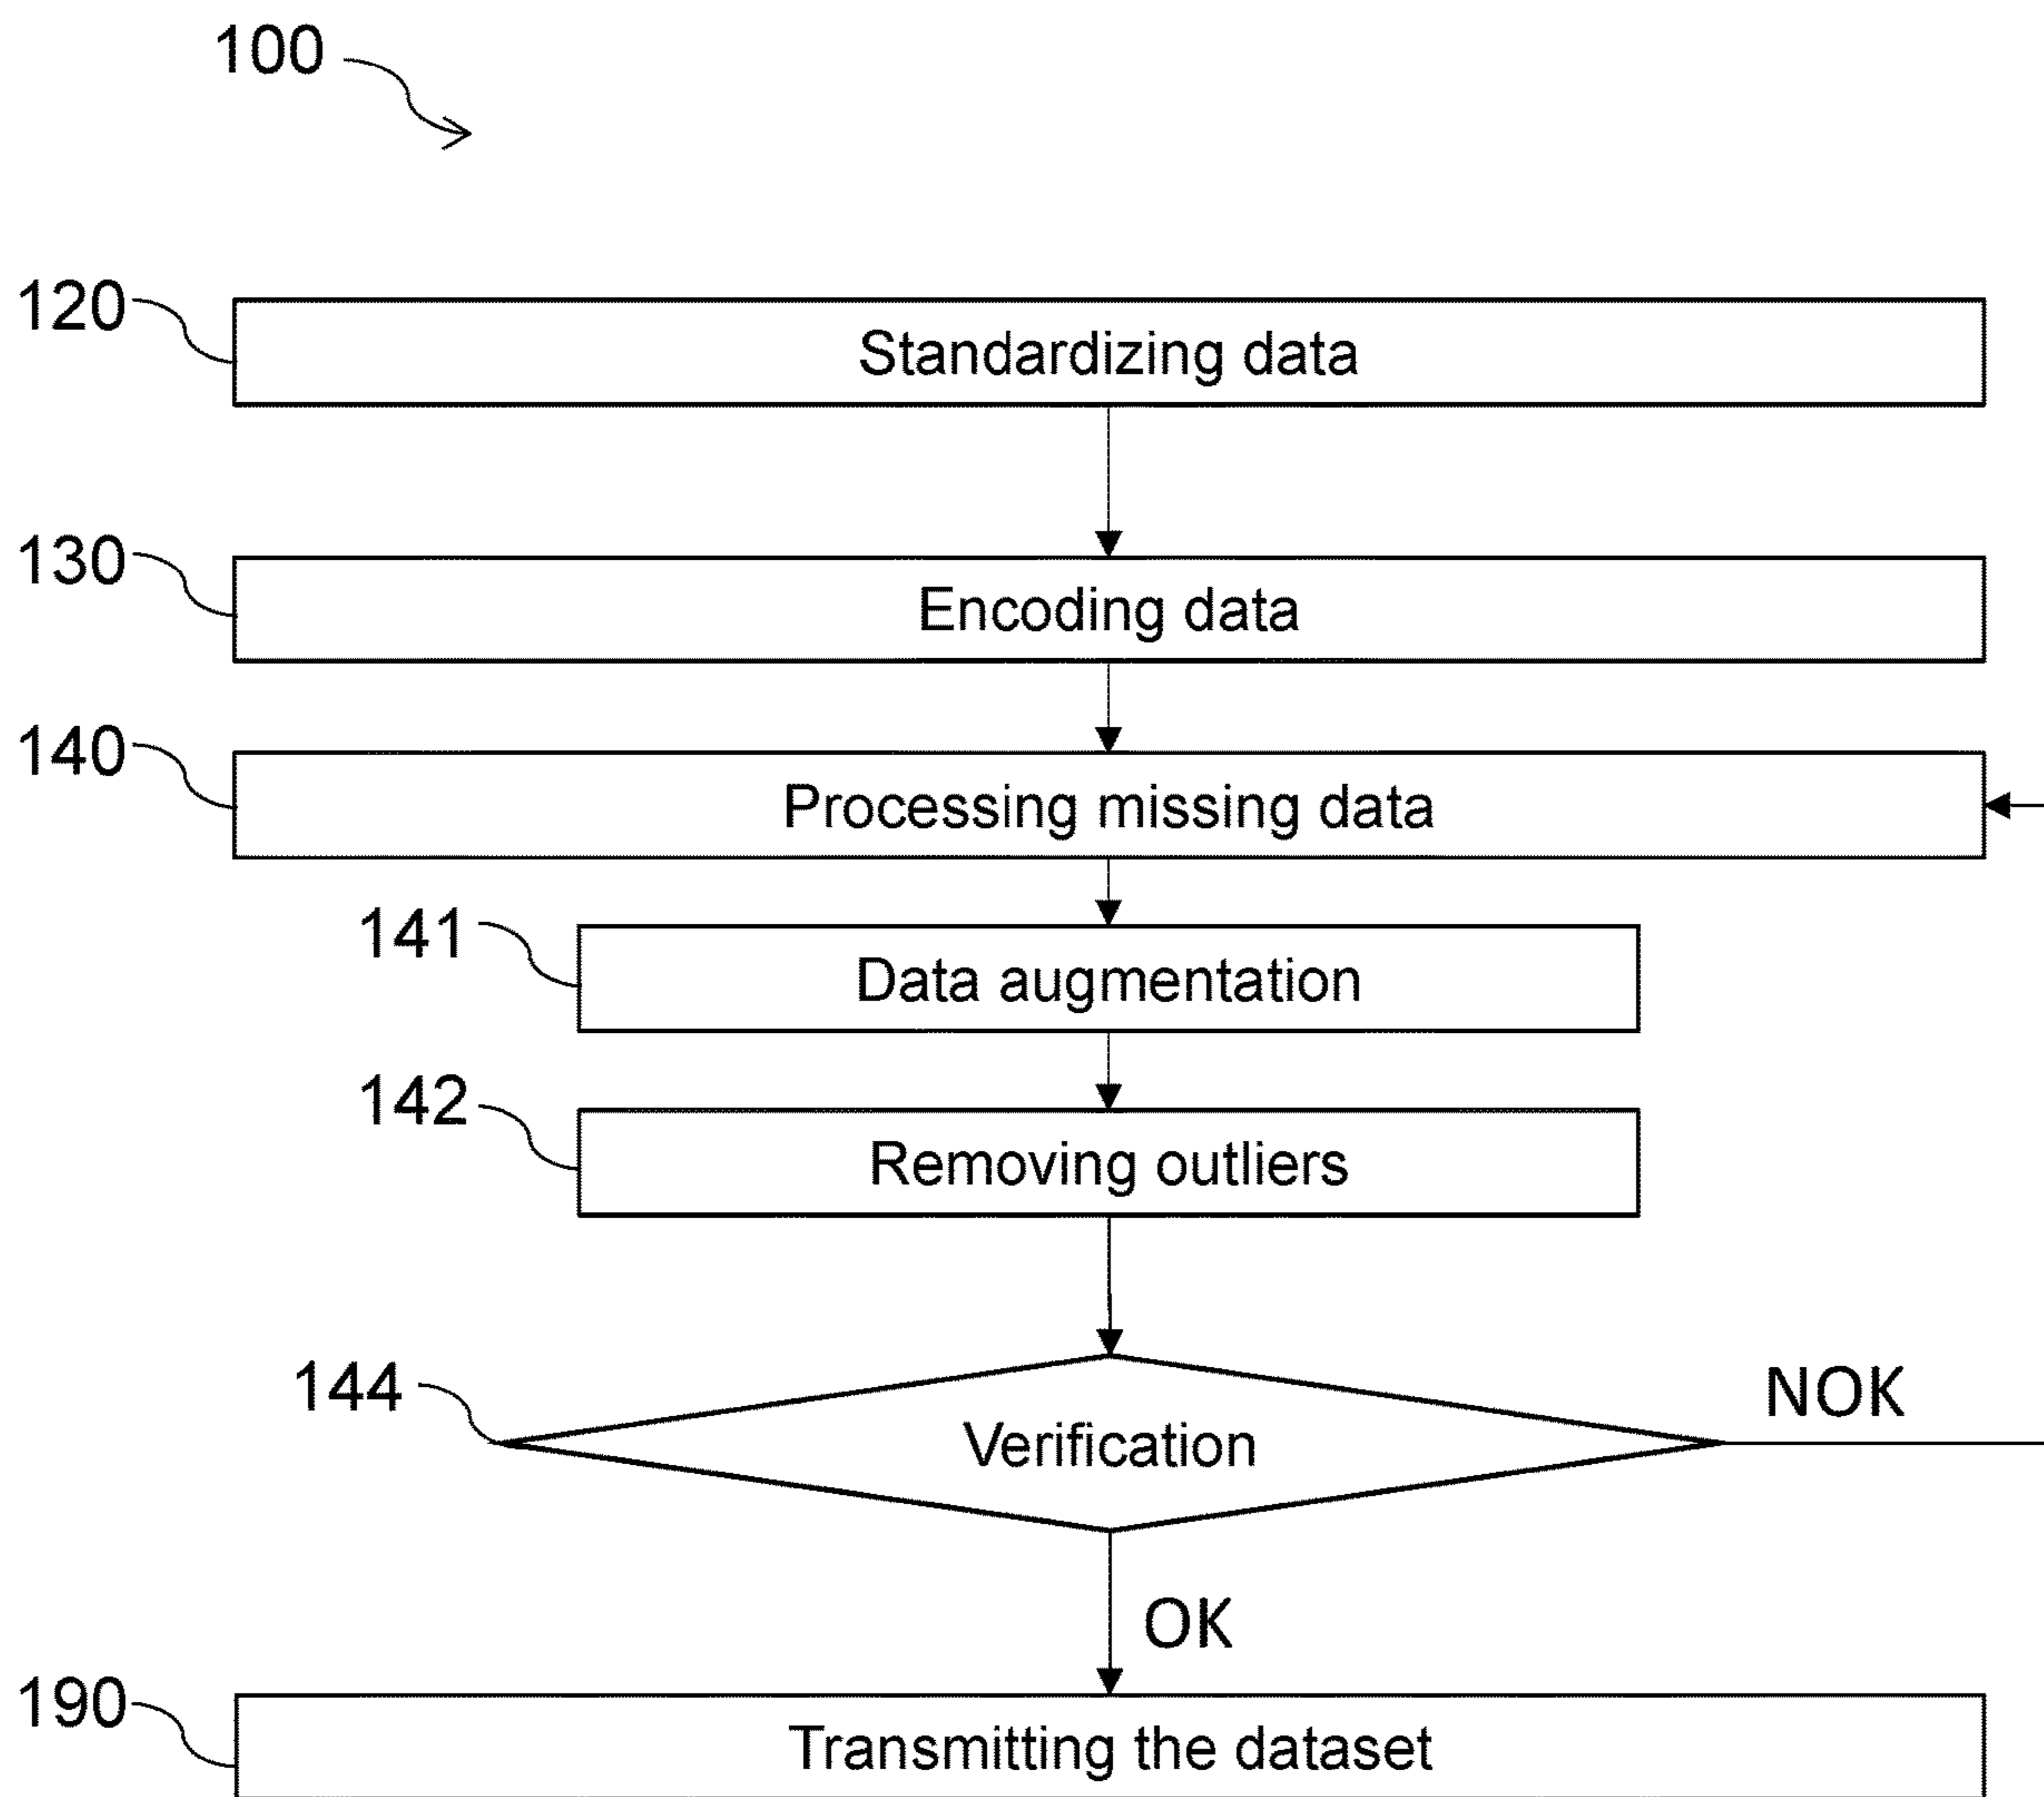 100
120
Standardizing data
130
Encoding data
140
Processing missing data
141
Data augmentation
142
Removing outliers
144
Verification
NOK
OK
190
Transmitting the dataset